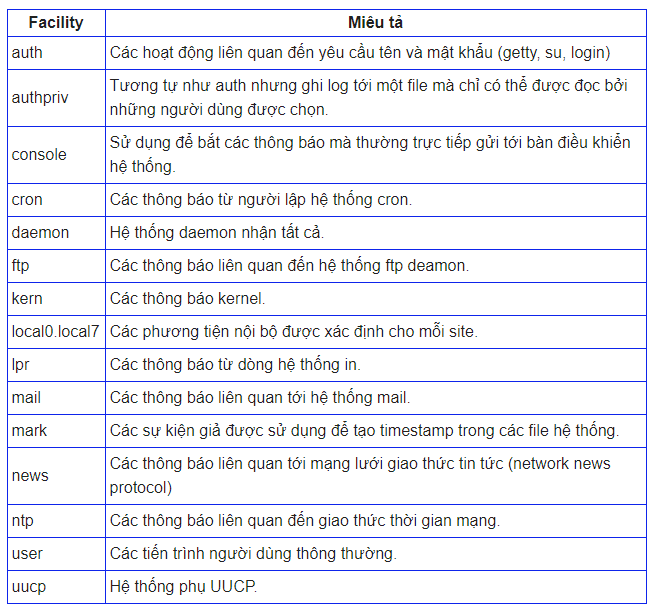 Facility Miêu tả
auth Các hoạt động liên quan đến yêu cầu tên và mật khẩu (getty, su, login)
authpriv Tương tự như auth nhưng ghi log tới một file mà chỉ có thể được đọc bởi
những người dùng được chọn.
console Sử dụng để bắt các thông báo mà thường trực tiếp gửi tới bàn điều khiển
hệ thống.
cron Các thông báo từ người lập hệ thống cron.
daemon Hệ thống daemon nhận tất cả.
ftp Các thông báo liên quan đến hệ thống ftp deamon.
kern Các thông báo kernel.
local0.local7 Các phương tiện nội bộ được xác định cho mỗi site.
lpr Các thông báo từ dòng hệ thống in.
mail Các thông báo liên quan tới hệ thống mail.
mark Các sự kiện giả được sử dụng để tạo timestamp trong các file hệ thống.
news Các thông báo liên quan tới mạng lưới giao thức tin tức (network news
protocol)
ntp Các thông báo liên quan đến giao thức thời gian mạng.
user Các tiến trình người dùng thông thường.
uucp Hệ thống phụ UUCP.